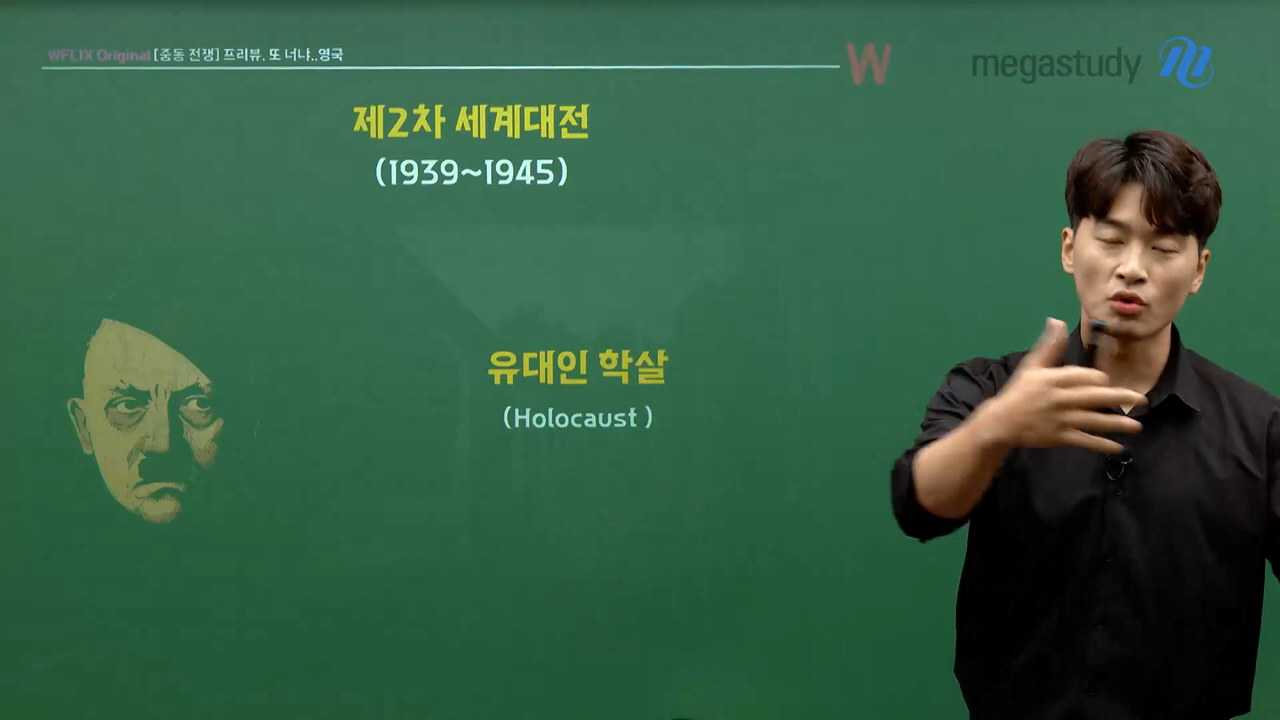 WFLIX Original [중동 전쟁] 프리뷰. 또 너냐..영국
W
megastudy
제2차 세계대전
(1939~1945)
유대인 학살
(Holocaust )